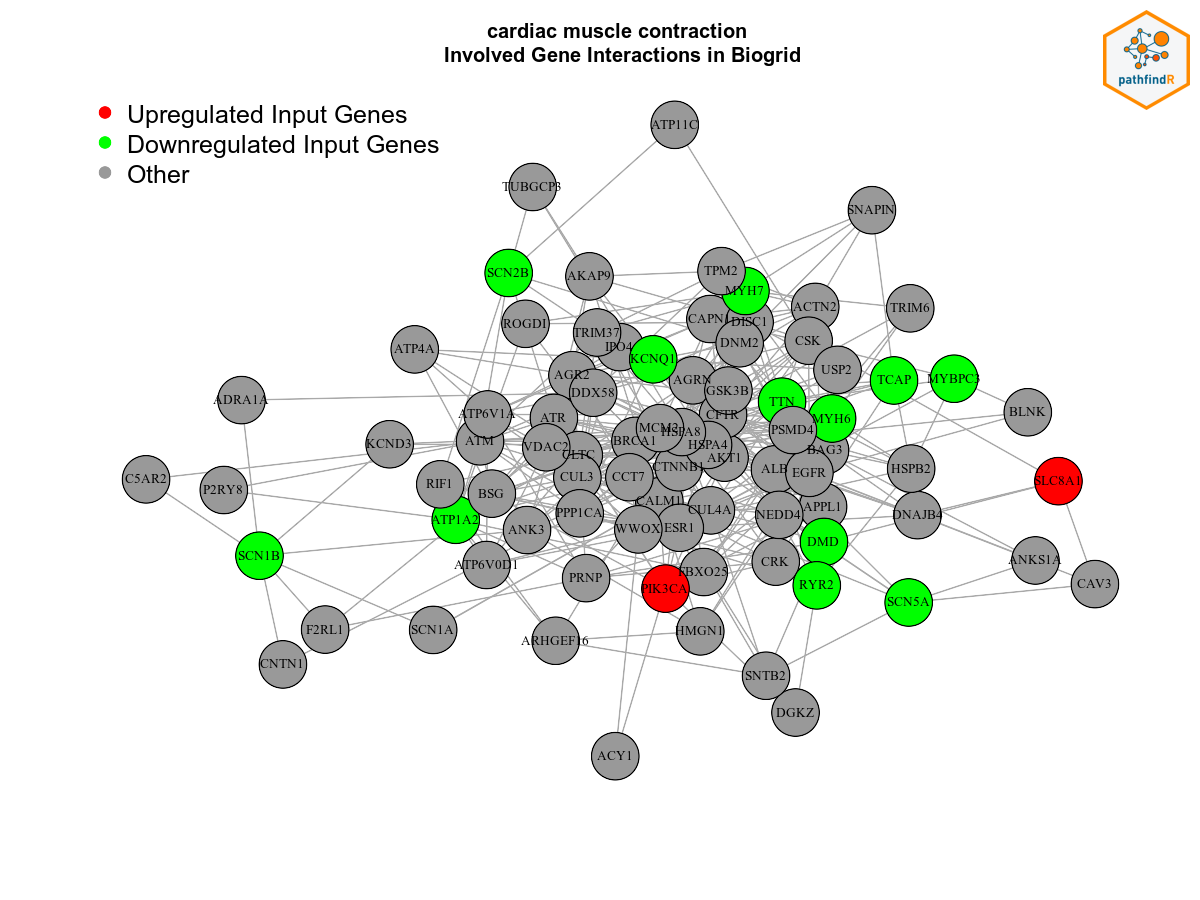 cardiac muscle contraction
Involved Gene Interactions in Biogrid
pathfindR
Upregulated Input Genes
Downregulated Input Genes
Other
ATP11C
TUBGCP3
SNAPIN
SCN2B
AKAP9
TPM2
MYH7
ROGDI
TRIM37
IPO4
CAPN1
DISC1
ACTN2
TRIM6
ATP4A
KCNQ1
DNM2
CSK
USP2
AGR2
DDX58
AGRN
GSK3B
TCAP
MYBPC3
ADRA1A
ATP6V1A
ATR
CFTR
TTN
MYH6
BLNK
KCND3
ATM
VDAC2
CLTC
BRCA1
MCM2
HSPA8
HSPA4
PSMD4
BAG3
C5AR2
P2RY8
RIF1
BSG
CUL3
CCT7
CTNNB1
AKT1
ALB
EGFR
HSPB2
SLC8A1
ATP1A2
ANK3
PPP1CA
CALM1
WWOX
ESR1
CUL4A
NEDD4
APPL1
DNAJB4
SCN1B
ATP6V0D1
PRNP
PIK3CA
FBXO25
CRK
DMD
RYR2
SCN5A
ANKS1A
CAV3
F2RL1
SCN1A
ARHGEF16
HMGN1
CNTN1
SNTB2
DGKZ
ACY1